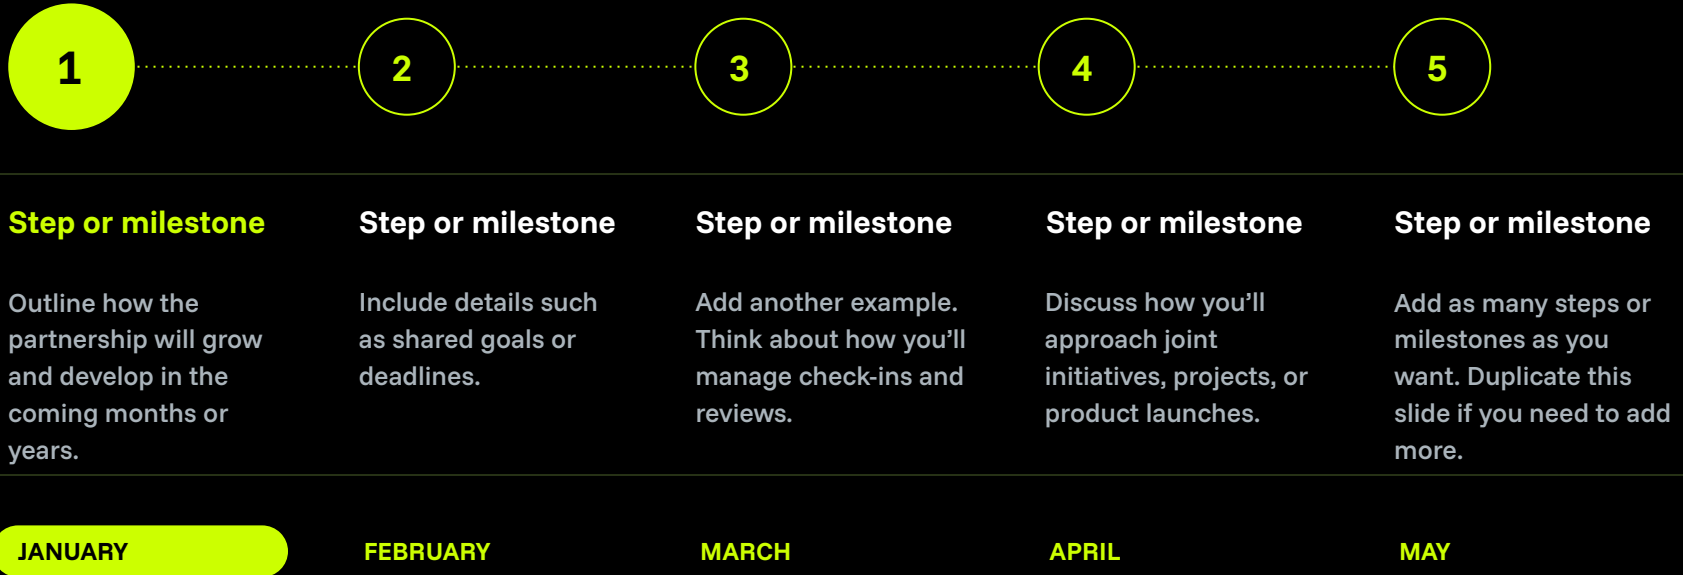 1
2
3
4
5
Step or milestone
Outline how the
partnership will grow
and develop in the
coming months or
years.
JANUARY
Step or milestone
Include details such
as shared goals or
deadlines.
FEBRUARY
Step or milestone
Add another example.
Think about how you’ll
manage check-ins and
reviews.
MARCH
Step or milestone
Discuss how you’ll
approach joint
initiatives, projects, or
product launches.
APRIL
Step or milestone
Add as many steps or
milestones as you
want. Duplicate this
slide if you need to add
more.
MAY